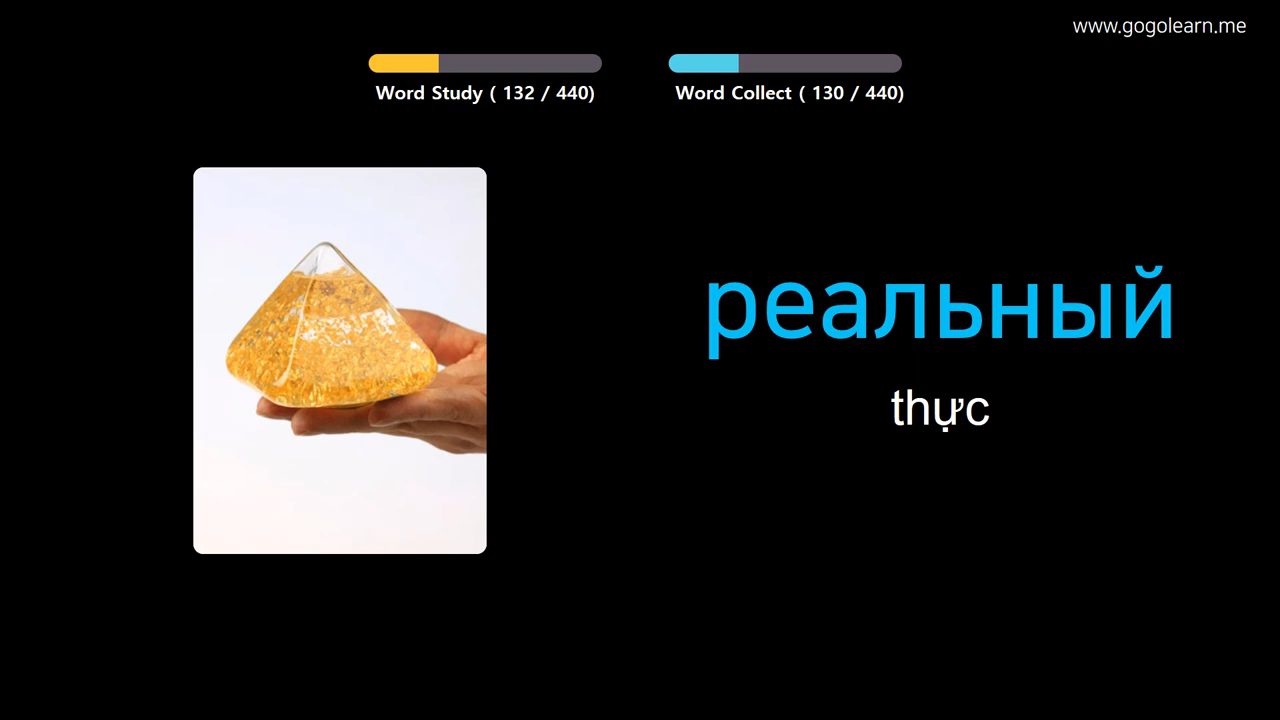 www.gogolearn.me
Word Study ( 132 / 440)
Word Collect ( 130 / 440)
реальный
thực